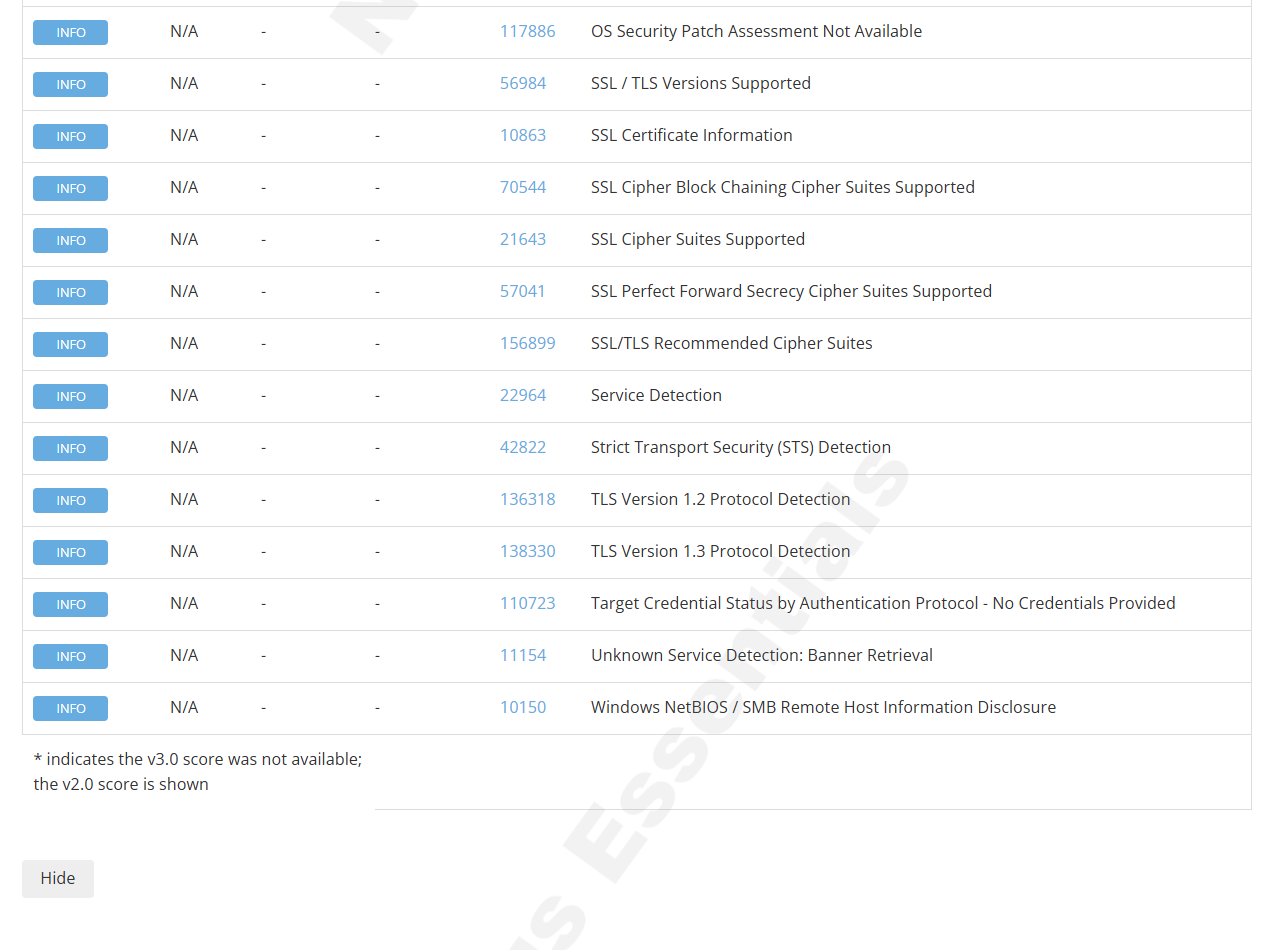 INFO N/A - - 117886 OS Security Patch Assessment Not Available
INFO N/A - - 56984 SSL / TLS Versions Supported
INFO N/A - - 10863 SSL Certificate Information
INFO N/A - - 70544 SSL Cipher Block Chaining Cipher Suites Supported
INFO N/A - - 21643 SSL Cipher Suites Supported
INFO N/A - - 57041 SSL Perfect Forward Secrecy Cipher Suites Supported
INFO N/A - - 156899 SSL/TLS Recommended Cipher Suites
INFO N/A - - 22964 Service Detection
INFO N/A - - 42822 Strict Transport Security (STS) Detection
INFO N/A - - 136318 TLS Version 1.2 Protocol Detection
INFO N/A - - 138330 TLS Version 1.3 Protocol Detection
INFO N/A - - 110723 Target Credential Status by Authentication Protocol - No Credentials Provided
INFO N/A - - 11154 Unknown Service Detection: Banner Retrieval
INFO N/A - - 10150 Windows NetBIOS / SMB Remote Host Information Disclosure
* indicates the v3.0 score was not available;
the v2.0 score is shown
Hide
Essentials